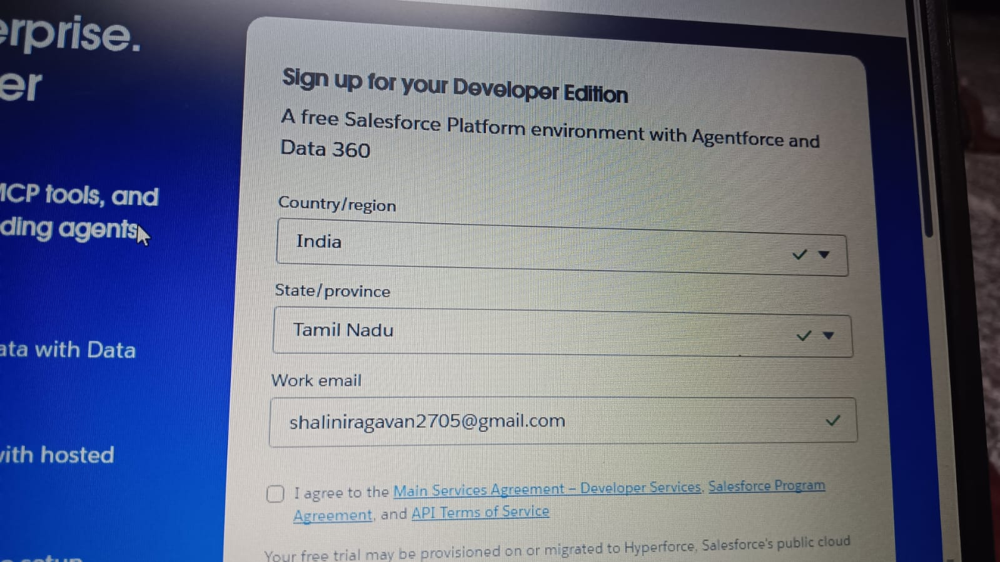 erprise.
er
MCP tools, and
ding agents
ata with Data
with hosted
setup
Sign up for your Developer Edition
A free Salesforce Platform environment with Agentforce and
Data 360
Country/region
India
State/province
Tamil Nadu
Work email
shaliniragavan2705@gmail.com
I agree to the Main Services Agreement – Developer Services, Salesforce Program
Agreement, and API Terms of Service
Your free trial may be provisioned on or migrated to Hyperforce, Salesforce's public cloud